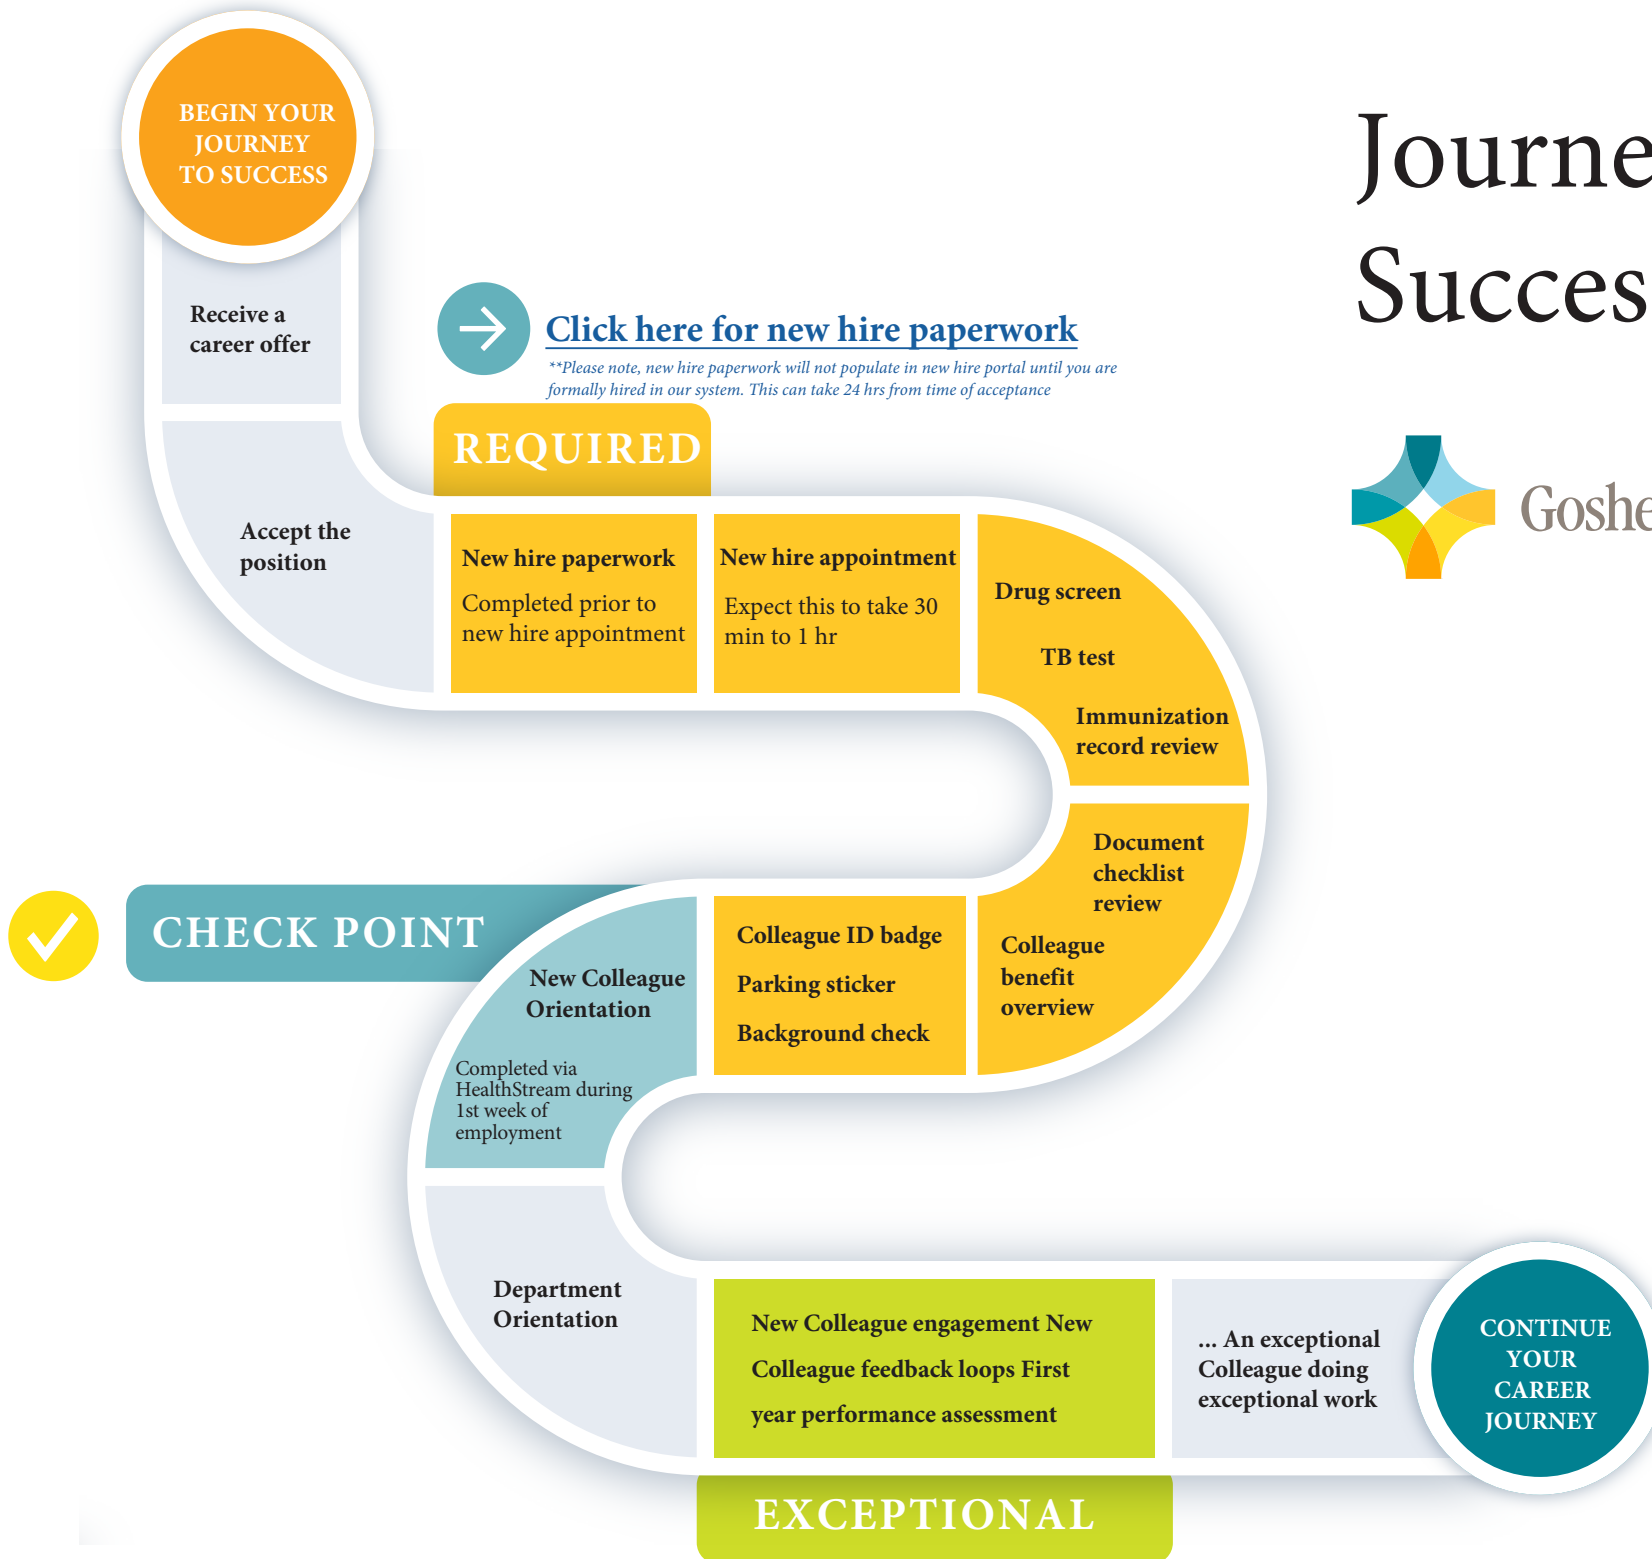 BEGIN YOUR
JOURNEY
TO SUCCESS
Journe
Succes
Goshe
Receive a
career offer
Click here for new hire paperwork
**Please note, new hire paperwork will not populate in new hire portal until you are
formally hired in our system. This can take 24 hrs from time of acceptance
REQUIRED
Accept the
position
New hire paperwork
Completed prior to
new hire appointment
New hire appointment
Expect this to take 30
min to 1 hr
Drug screen
TB test
Immunization
record review
Document
checklist
review
Colleague
benefit
overview
Colleague ID badge
Parking sticker
Background check
CHECK POINT
New Colleague
Orientation
Completed via
HealthStream during
1st week of
employment
Department
Orientation
New Colleague engagement New
Colleague feedback loops First
year performance assessment
EXCEPTIONAL
... An exceptional
Colleague doing
exceptional work
CONTINUE
YOUR
CAREER
JOURNEY